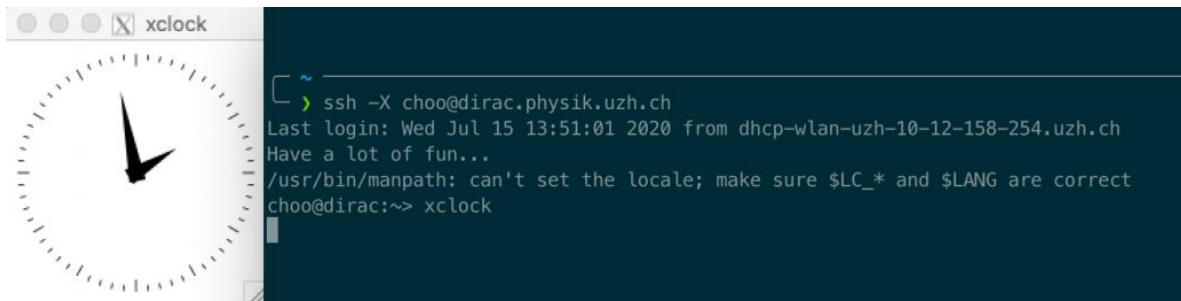 xclock
~
❯ ssh -X choo@dirac.physik.uzh.ch
Last login: Wed Jul 15 13:51:01 2020 from dhcp-wlan-uzh-10-12-158-254.uzh.ch
Have a lot of fun...
/usr/bin/manpath: can't set the locale; make sure $LC_* and $LANG are correct
choo@dirac:~> xclock